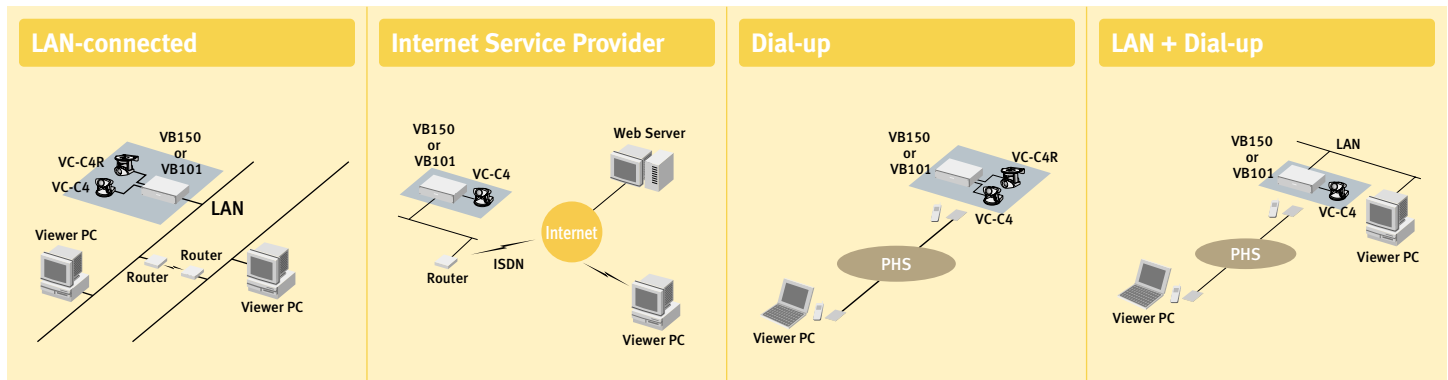 LAN-connected
VB150
or
VB101
VC-C4R
VC-C4
LAN
Viewer PC
Router
Router
Viewer PC
Internet Service Provider
VB150
or
VB101
VC-C4
Web Server
Internet
ISDN
Router
Viewer PC
Dial-up
VB150
or
VB101
VC-C4R
VC-C4
PHS
Viewer PC
LAN + Dial-up
VB150
or
VB101
LAN
VC-C4
Viewer PC
PHS
Viewer PC